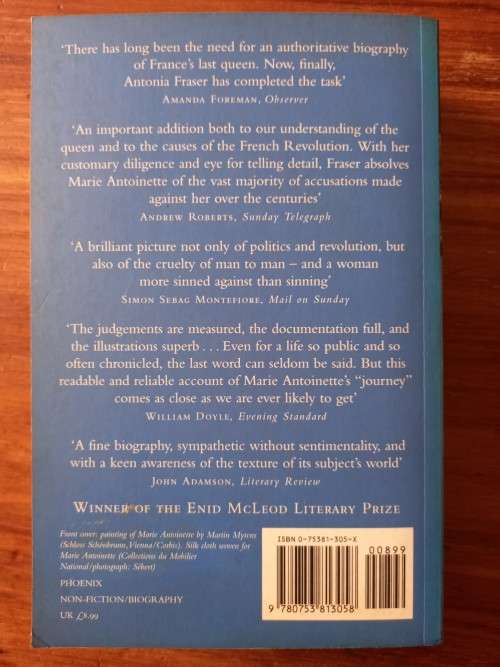 ‘There has long been the need for an authoritative biography
of France’s last queen. Now, finally,
Antonia Fraser has completed the task’
AMANDA FOREMAN, Observer
‘An important addition both to our understanding of the
queen and to the causes of the French Revolution. With her
customary diligence and eye for telling detail, Fraser absolves
Marie Antoinette of the vast majority of accusations made
against her over the centuries’
ANDREW ROBERTS, Sunday Telegraph
‘A brilliant picture not only of politics and revolution, but
also of the cruelty of man to man – and a woman
more sinned against than sinning’
SIMON SEBAG MONTEFIORE, Mail on Sunday
‘The judgements are measured, the documentation full, and
the illustrations superb . . . Even for a life so public and so
often chronicled, the last word can seldom be said. But this
readable and reliable account of Marie Antoinette’s “journey”
comes as close as we are ever likely to get’
WILLIAM DOYLE, Evening Standard
‘A fine biography, sympathetic without sentimentality, and
with a keen awareness of the texture of its subject’s world’
JOHN ADAMSON, Literary Review
WINNER OF THE ENID MCLEOD LITERARY PRIZE
Front cover: painting of Marie Antoinette by Martin Mytens
(Schloss Schönbrunn, Vienna/Corbis). Silk cloth woven for
Marie Antoinette (Collections du Mobilier
National/photograph: Sébert)
PHOENIX
NON-FICTION/BIOGRAPHY
UK £8.99
ISBN 0-75381-305-X
00899
9 780753 813058